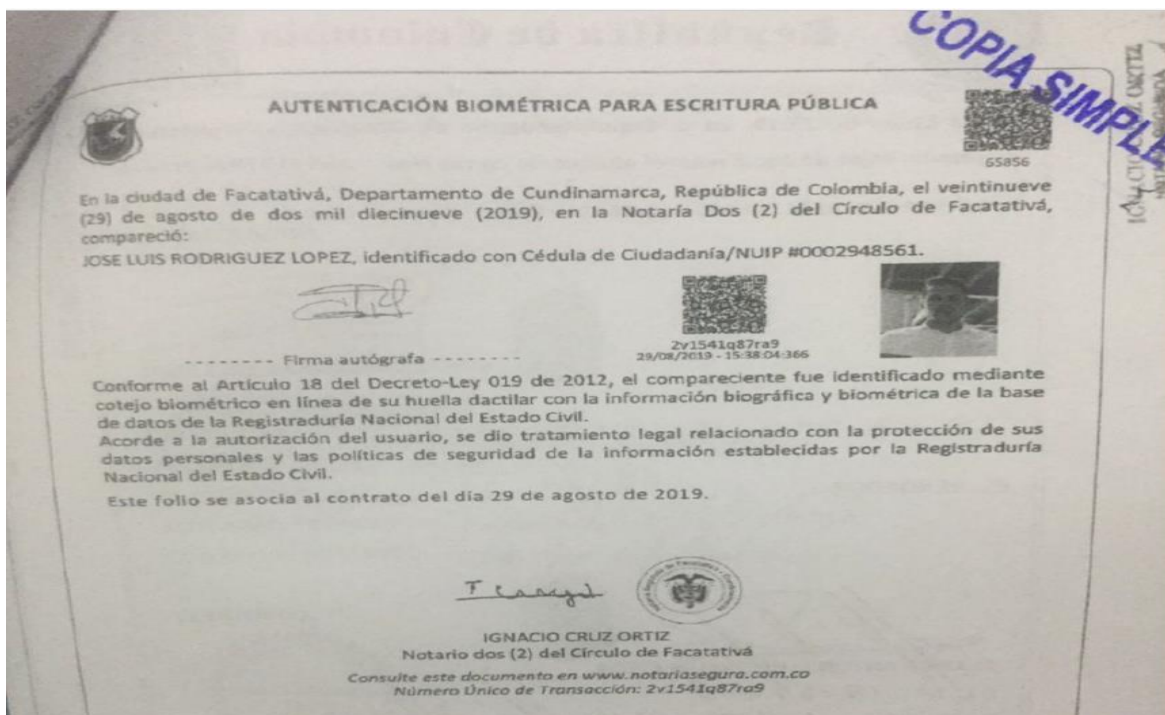 COPIA SIMPLE
AUTENTICACIÓN BIOMÉTRICA PARA ESCRITURA PÚBLICA
65856
En la ciudad de Facatativá, Departamento de Cundinamarca, República de Colombia, el veintinueve
(29) de agosto de dos mil diecinueve (2019), en la Notaría Dos (2) del Círculo de Facatativá,
compareció:
JOSE LUIS RODRIGUEZ LOPEZ, identificado con Cédula de Ciudadanía/NUIP #0002948561.
2v1541q87ra9
29/08/2019 - 15:38:04:366
-------- Firma autógrafa --------
Conforme al Artículo 18 del Decreto-Ley 019 de 2012, el compareciente fue identificado mediante
cotejo biométrico en línea de su huella dactilar con la información biográfica y biométrica de la base
de datos de la Registraduría Nacional del Estado Civil.
Acorde a la autorización del usuario, se dio tratamiento legal relacionado con la protección de sus
datos personales y las políticas de seguridad de la información establecidas por la Registraduría
Nacional del Estado Civil.
Este folio se asocia al contrato del día 29 de agosto de 2019.
IGNACIO CRUZ ORTIZ
Notario dos (2) del Círculo de Facatativá
Consulte este documento en www.notariasegura.com.co
Número Único de Transacción: 2v1541q87ra9